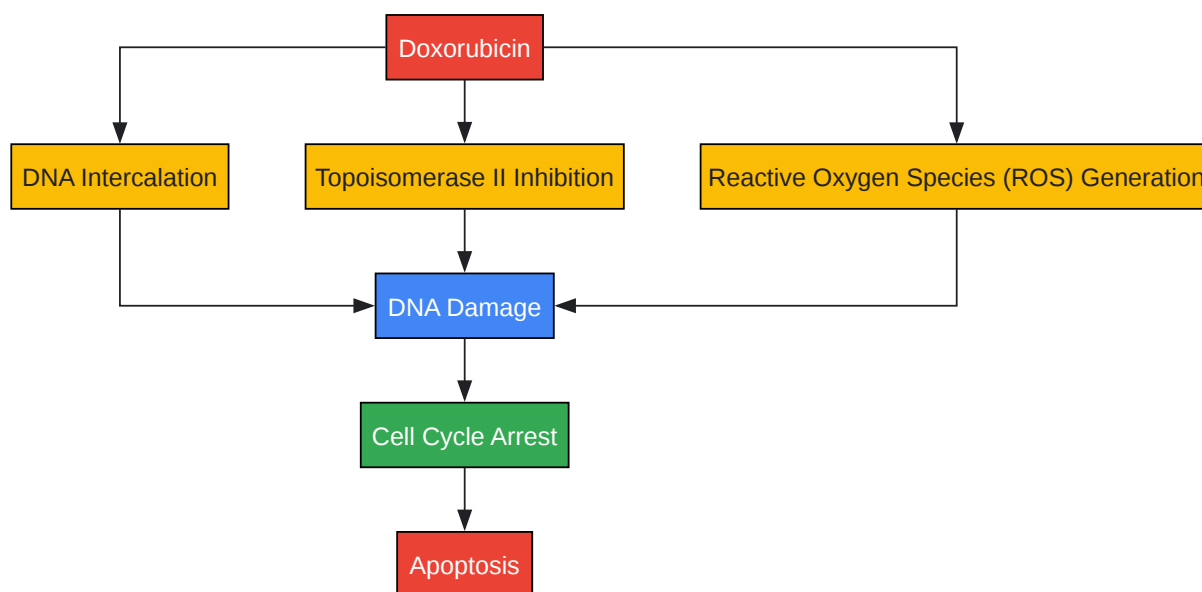 Doxorubicin
DNA Intercalation
Topoisomerase II Inhibition
Reactive Oxygen Species (ROS) Generation
DNA Damage
Cell Cycle Arrest
Apoptosis